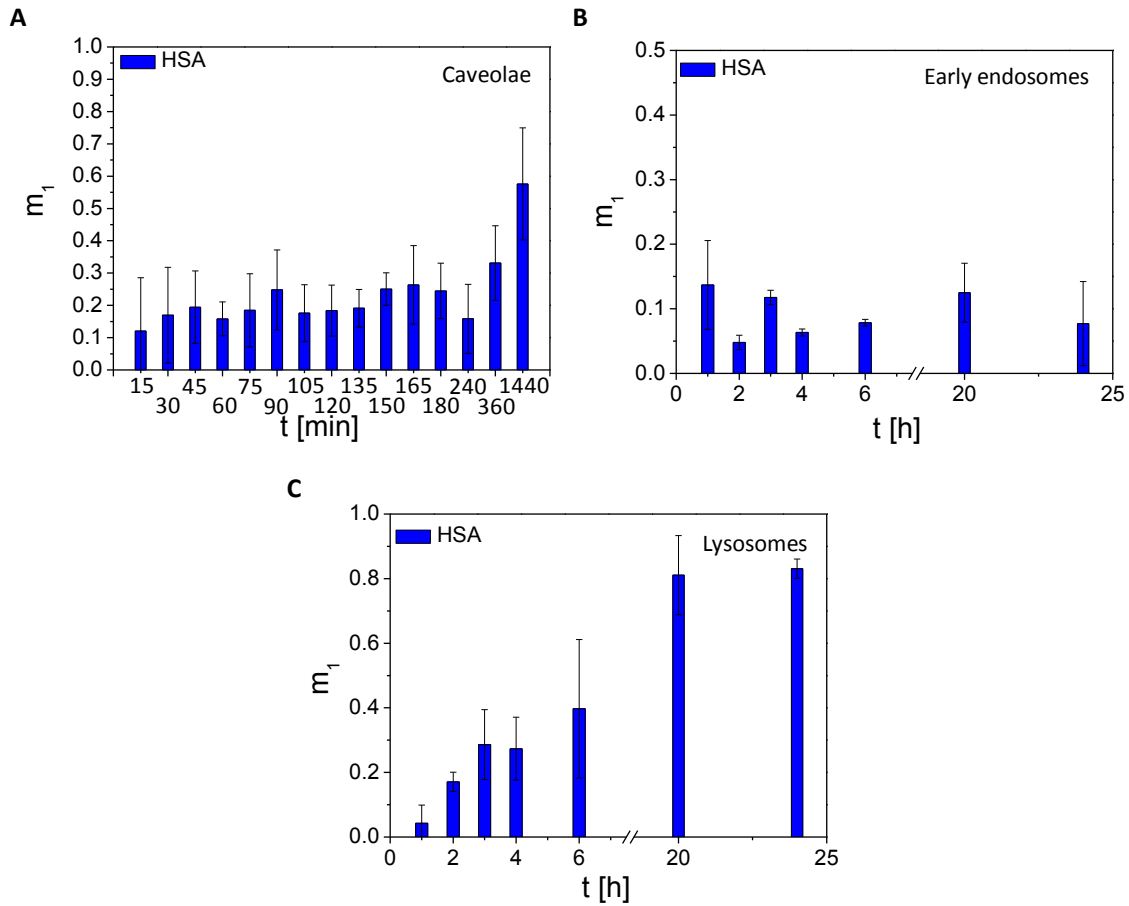 A
HSA
Caveolae
1.0
0.9
0.8
0.7
0.6
0.5
0.4
0.3
0.2
0.1
0.0
m1
15 45 75 105 135 165 240 1440
30 60 90 120 150 180 360
t [min]
B
HSA
Early endosomes
0.5
0.4
0.3
0.2
0.1
0.0
m1
0 2 4 6 20 25
t [h]
C
HSA
Lysosomes
1.0
0.8
0.6
0.4
0.2
0.0
m1
0 2 4 6 20 25
t [h]